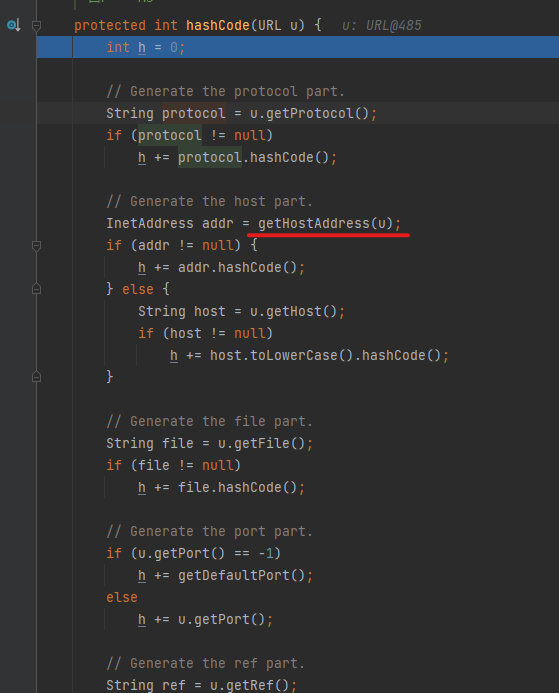 protected int hashCode(URL u) {   u: URL@485
int h = 0;
// Generate the protocol part.
String protocol = u.getProtocol();
if (protocol != null)
h += protocol.hashCode();
// Generate the host part.
InetAddress addr = getHostAddress(u);
if (addr != null) {
h += addr.hashCode();
} else {
String host = u.getHost();
if (host != null)
h += host.toLowerCase().hashCode();
}
// Generate the file part.
String file = u.getFile();
if (file != null)
h += file.hashCode();
// Generate the port part.
if (u.getPort() == -1)
h += getDefaultPort();
else
h += u.getPort();
// Generate the ref part.
String ref = u.getRef();